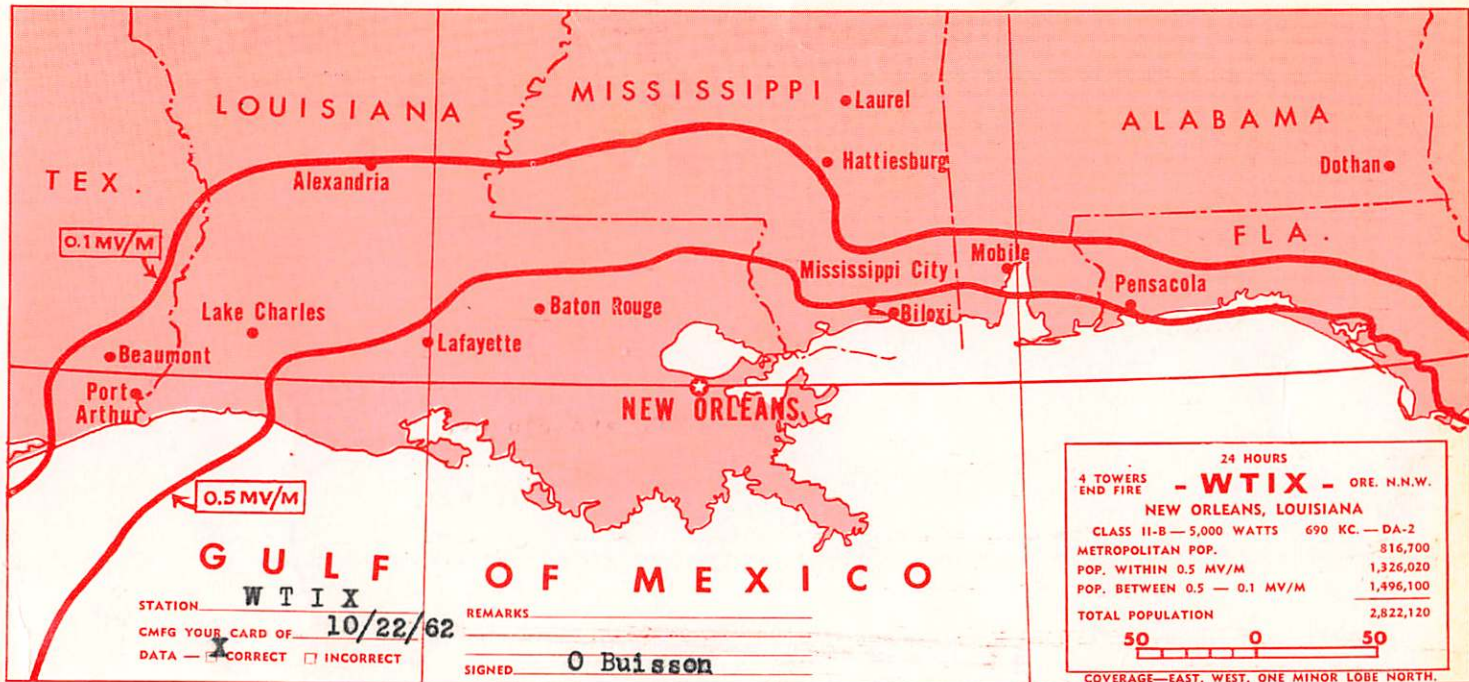 LOUISIANA
MISSISSIPPI
Laurel
ALABAMA
TEX.
Alexandria
Hattiesburg
Dothan
0.1 MV/M
FLA.
Mississippi City
Mobile
Pensacola
Lake Charles
Baton Rouge
Biloxi
Beaumont
Lafayette
Port
Arthur
NEW ORLEANS
0.5 MV/M
GULF OF MEXICO
STATION W T I X
CMFG YOUR CARD OF 10/22/62
DATA — X CORRECT □ INCORRECT
REMARKS
SIGNED O Buisson
24 HOURS
4 TOWERS
END FIRE
- WTIX -
ORE. N.N.W.
NEW ORLEANS, LOUISIANA
CLASS II-B — 5,000 WATTS 690 KC. — DA-2
METROPOLITAN POP. 816,700
POP. WITHIN 0.5 MV/M 1,326,020
POP. BETWEEN 0.5 — 0.1 MV/M 1,496,100
TOTAL POPULATION 2,822,120
50 0 50
COVERAGE—EAST, WEST, ONE MINOR LOBE NORTH.